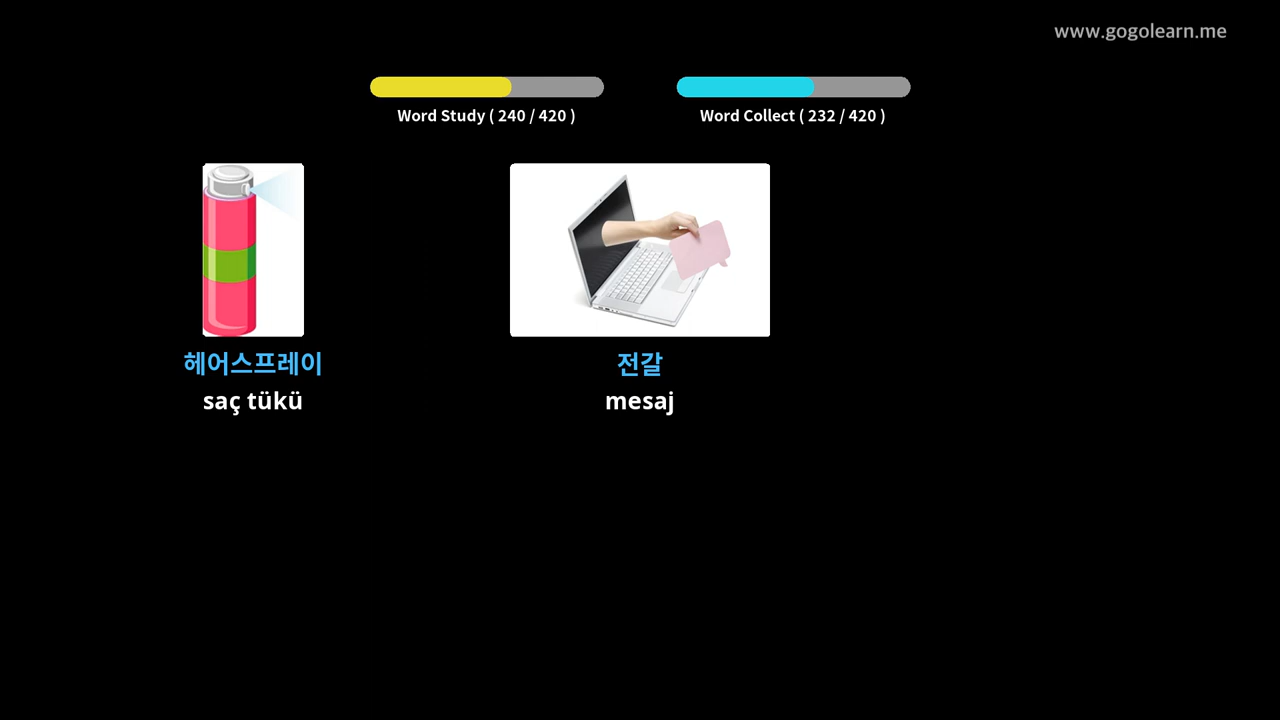 www.gogolearn.me
Word Study ( 240 / 420 )
Word Collect ( 232 / 420 )
헤어스프레이
saç tükü
전갈
mesaj